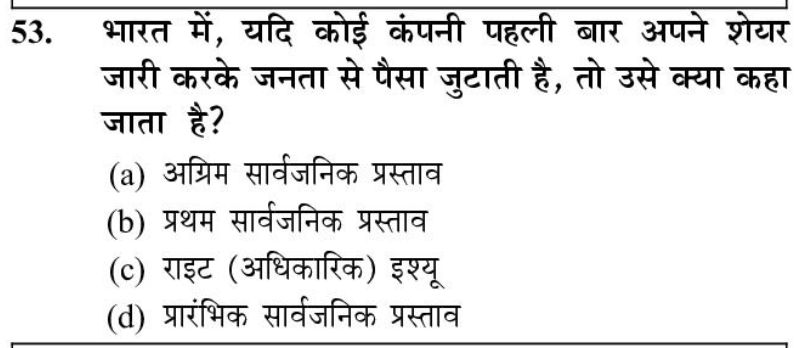 53. भारत में, यदि कोई कंपनी पहली बार अपने शेयर
जारी करके जनता से पैसा जुटाती है, तो उसे क्या कहा
जाता है?
(a) अग्रिम सार्वजनिक प्रस्ताव
(b) प्रथम सार्वजनिक प्रस्ताव
(c) राइट (अधिकारिक) इश्यू
(d) प्रारंभिक सार्वजनिक प्रस्ताव